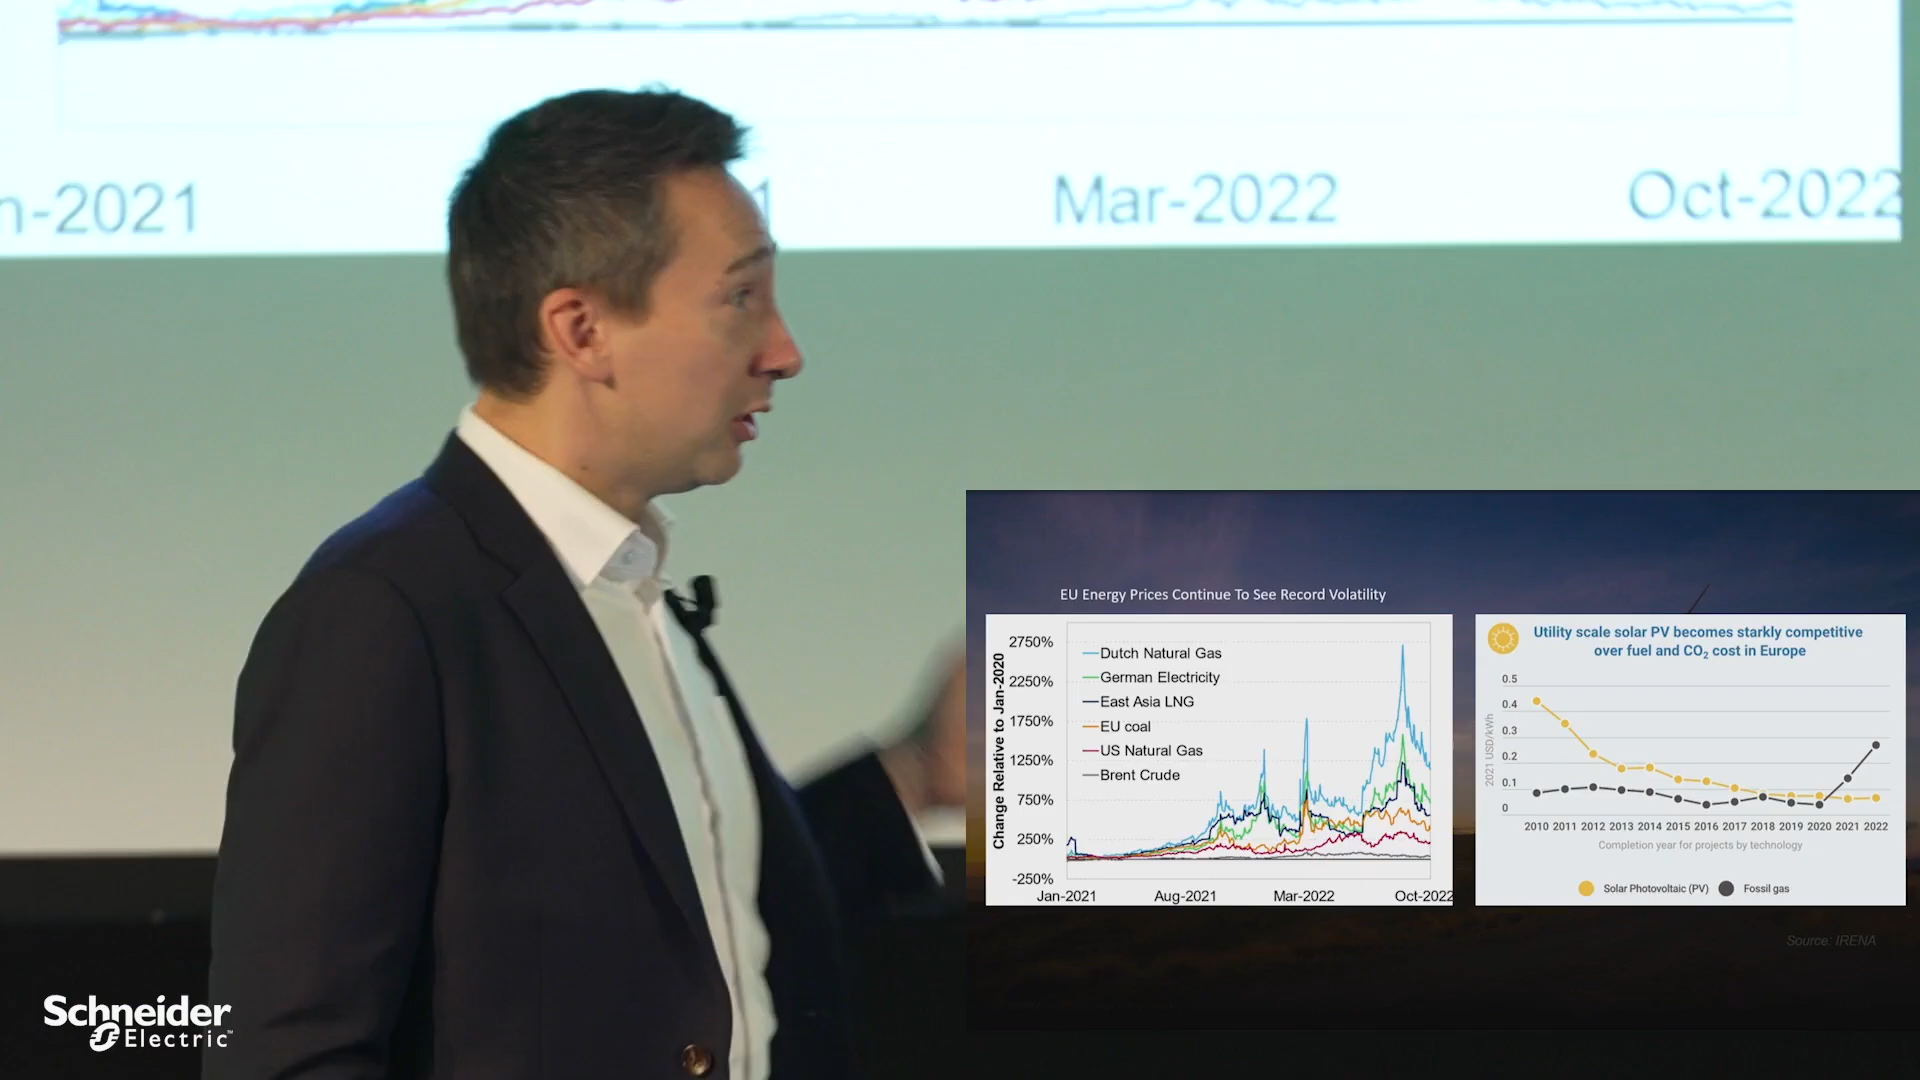 n-2021
1
Mar-2022
Oct-2022
EU Energy Prices Continue To See Record Volatility
Change Relative to Jan-2020
2750%
2250%
1750%
1250%
750%
250%
-250%
Dutch Natural Gas
German Electricity
East Asia LNG
EU coal
US Natural Gas
Brent Crude
Jan-2021
Aug-2021
Mar-2022
Oct-2022
Utility scale solar PV becomes starkly competitive
over fuel and CO₂ cost in Europe
2021 USD/kWh
0.5
0.4
0.3
0.2
0.1
0
2010 2011 2012 2013 2014 2015 2016 2017 2018 2019 2020 2021 2022
Completion year for projects by technology
Solar Photovoltaic (PV)
Fossil gas
Source: IRENA
Schneider
Electric™